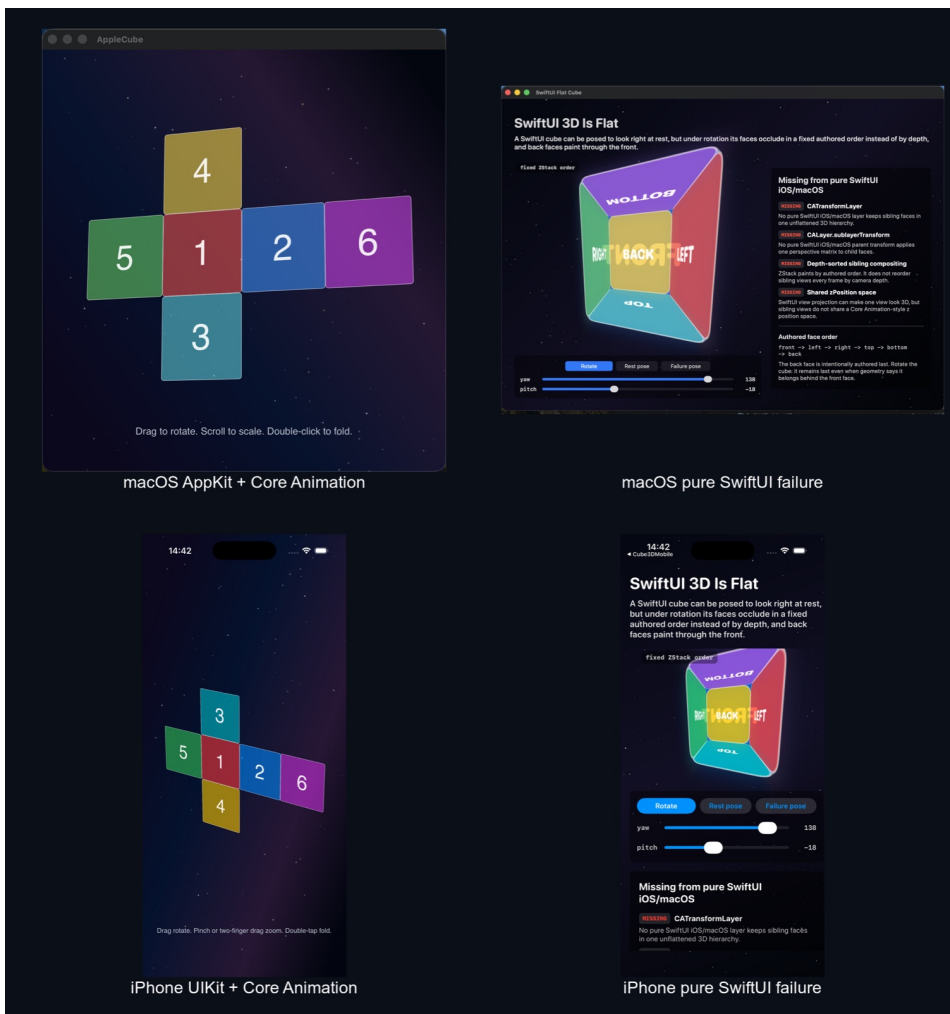 AppleCube
4
5 1 2 6
3
Drag to rotate. Scroll to scale. Double-click to fold.
macOS AppKit + Core Animation
SwiftUI Flat Cube
SwiftUI 3D Is Flat
A SwiftUI cube can be posed to look right at rest, but under rotation its faces occlude in a fixed authored order instead of by depth,
and back faces paint through the front.
fixed ZStack order
BOTTOM
RIGHT FRONT BACK LEFT
TOP
Rotate Rest pose Failure pose
yaw 138
pitch -18
Missing from pure SwiftUI
iOS/macOS
MISSING CATransformLayer
No pure SwiftUI iOS/macOS layer keeps sibling faces in
one unflattened 3D hierarchy.
MISSING CALayer.sublayerTransform
No pure SwiftUI iOS/macOS parent transform applies
one perspective matrix to child faces.
MISSING Depth-sorted sibling compositing
ZStack paints by authored order. It does not reorder
sibling views every frame by camera depth.
MISSING Shared zPosition space
SwiftUI view projection can make one view look 3D, but
sibling views do not share a Core Animation-style z
position space.
Authored face order
front -> left -> right -> top -> bottom
-> back
The back face is intentionally authored last. Rotate the
cube: it remains last even when geometry says it
belongs behind the front face.
macOS pure SwiftUI failure
14:42
3
5 1 2 6
4
Drag rotate. Pinch or two-finger drag zoom. Double-tap fold.
iPhone UIKit + Core Animation
14:42
◀ Cube3DMobile
SwiftUI 3D Is Flat
A SwiftUI cube can be posed to look right at rest,
but under rotation its faces occlude in a fixed
authored order instead of by depth, and back
faces paint through the front.
fixed ZStack order
BOTTOM
RIGHT FRONT BACK LEFT
TOP
Rotate Rest pose Failure pose
yaw 138
pitch -18
Missing from pure SwiftUI
iOS/macOS
MISSING CATransformLayer
No pure SwiftUI iOS/macOS layer keeps sibling faces
in one unflattened 3D hierarchy.
iPhone pure SwiftUI failure